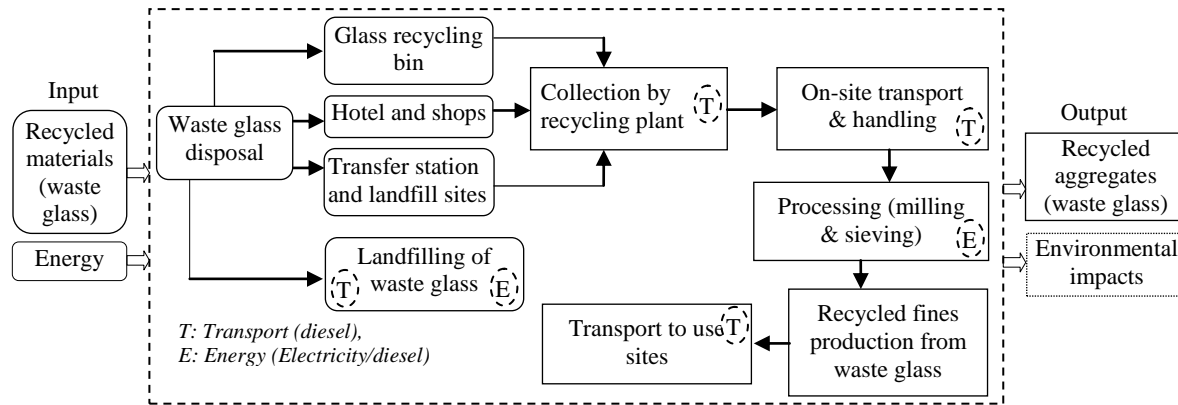 Input
Recycled
materials
(waste
glass)
Energy
Waste glass
disposal
Glass recycling
bin
Hotel and shops
Transfer station
and landfill sites
Landfilling of
waste glass
T
E
T: Transport (diesel),
E: Energy (Electricity/diesel)
Collection by
recycling plant
T
On-site transport
& handling
T
Processing (milling
& sieving)
E
Recycled fines
production from
waste glass
Transport to use
sites
T
Output
Recycled
aggregates
(waste glass)
Environmental
impacts